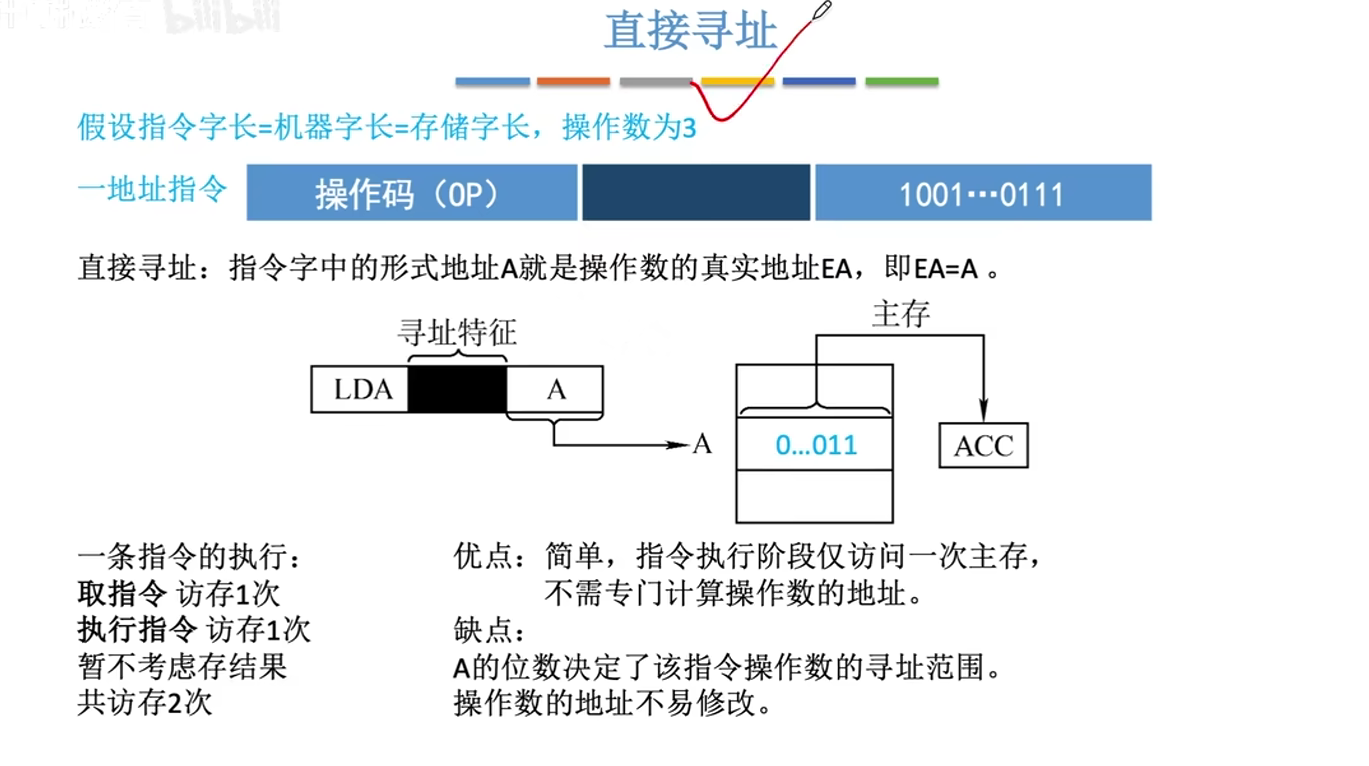 bilibili
直接寻址
假设指令字长=机器字长=存储字长，操作数为3
一地址指令 操作码（OP） 1001…0111
直接寻址：指令字中的形式地址A就是操作数的真实地址EA，即EA=A 。
主存
寻址特征
LDA A
A 0…011 ACC
一条指令的执行：
取指令 访存1次
执行指令 访存1次
暂不考虑存结果
共访存2次
优点：简单，指令执行阶段仅访问一次主存，
不需专门计算操作数的地址。
缺点：
A的位数决定了该指令操作数的寻址范围。
操作数的地址不易修改。